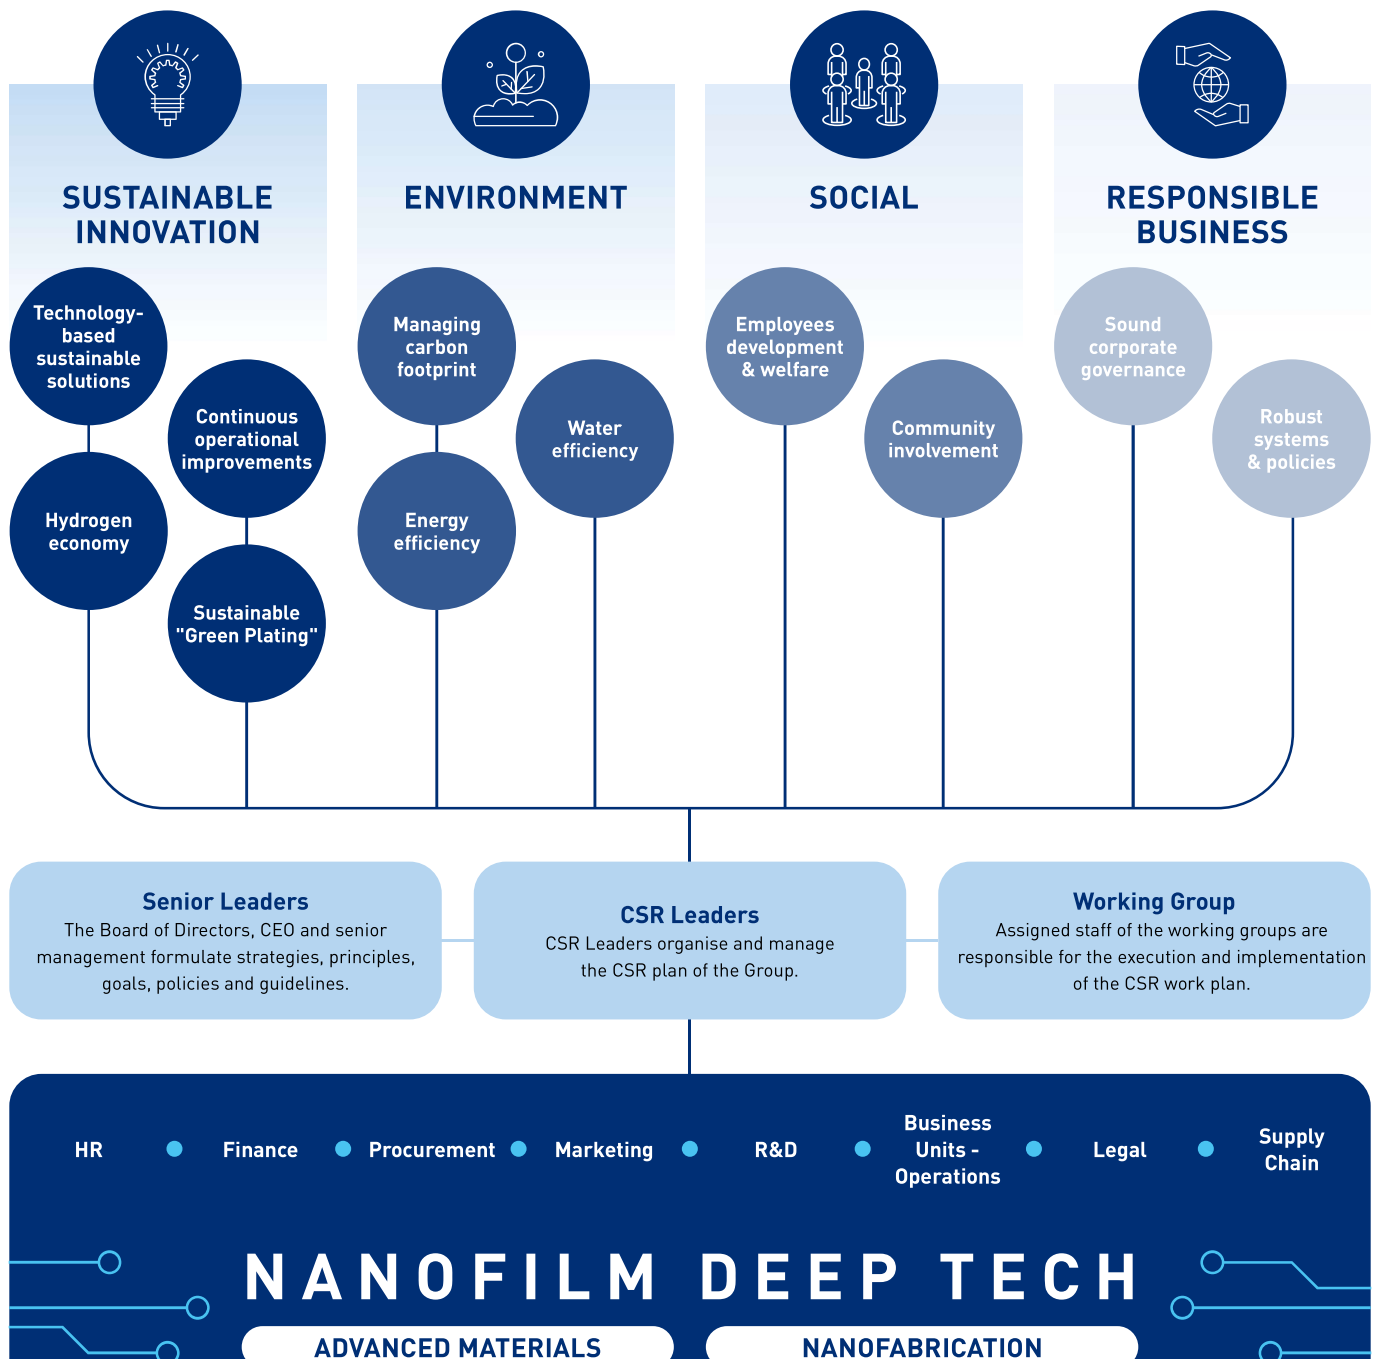 SUSTAINABLE
INNOVATION
ENVIRONMENT
SOCIAL
RESPONSIBLE
BUSINESS
Technology-
based
sustainable
solutions
Continuous
operational
improvements
Hydrogen
economy
Sustainable
"Green Plating"
Managing
carbon
footprint
Water
efficiency
Energy
efficiency
Employees
development
& welfare
Community
involvement
Sound
corporate
governance
Robust
systems
& policies
Senior Leaders
The Board of Directors, CEO and senior
management formulate strategies, principles,
goals, policies and guidelines.
CSR Leaders
CSR Leaders organise and manage
the CSR plan of the Group.
Working Group
Assigned staff of the working groups are
responsible for the execution and implementation
of the CSR work plan.
HR
Finance
Procurement
Marketing
R&D
Business
Units -
Operations
Legal
Supply
Chain
NANOFILM DEEP TECH
ADVANCED MATERIALS
NANOFABRICATION